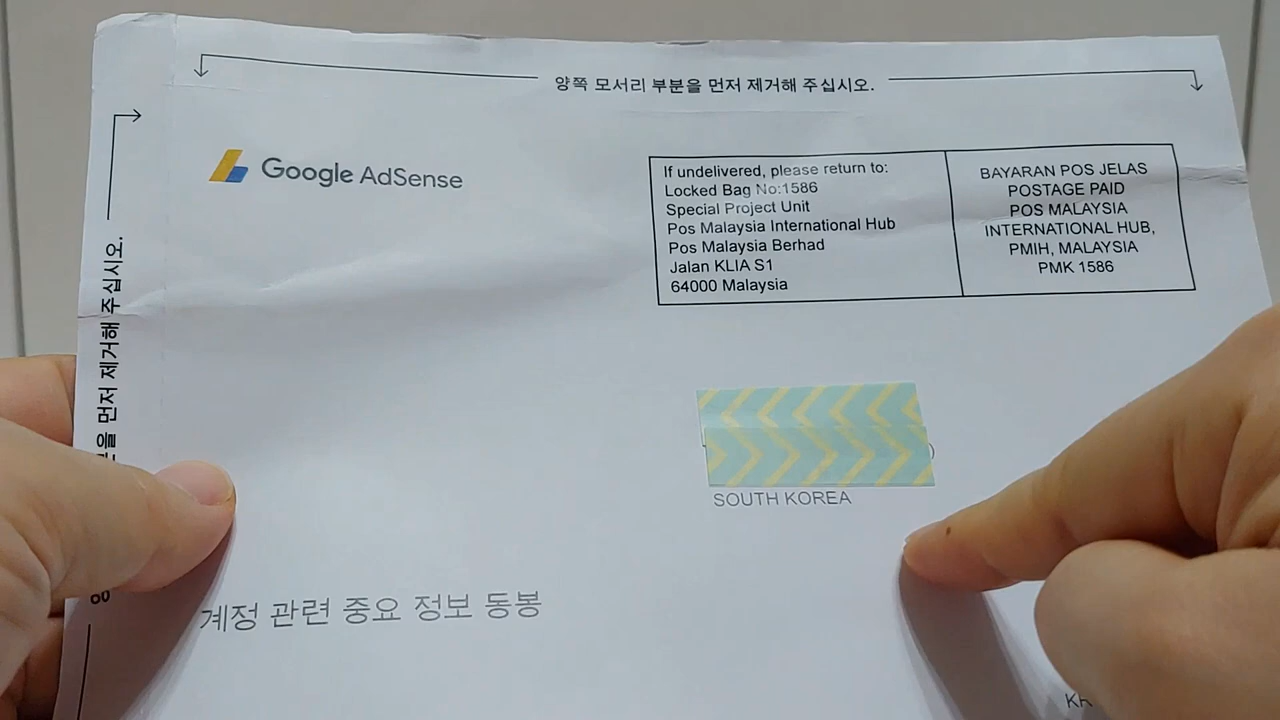 양쪽 모서리 부분을 먼저 제거해 주십시오.
Google AdSense
If undelivered, please return to:
Locked Bag No:1586
Special Project Unit
Pos Malaysia International Hub
Pos Malaysia Berhad
Jalan KLIA S1
64000 Malaysia
BAYARAN POS JELAS
POSTAGE PAID
POS MALAYSIA
INTERNATIONAL HUB,
PMIH, MALAYSIA
PMK 1586
먼저 제거해 주십시오.
SOUTH KOREA
계정 관련 중요 정보 동봉